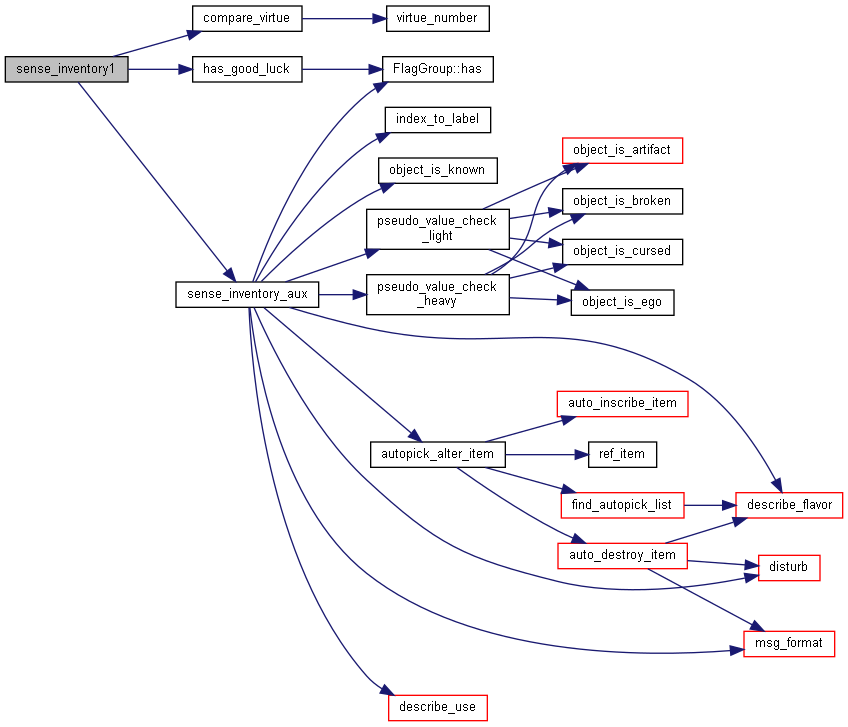 compare_virtue
virtue_number
sense_inventory1
has_good_luck
FlagGroup::has
index_to_label
object_is_artifact
object_is_known
object_is_broken
pseudo_value_check
_light
object_is_cursed
pseudo_value_check
_heavy
sense_inventory_aux
object_is_ego
auto_inscribe_item
autopick_alter_item
ref_item
find_autopick_list
describe_flavor
auto_destroy_item
disturb
msg_format
describe_use